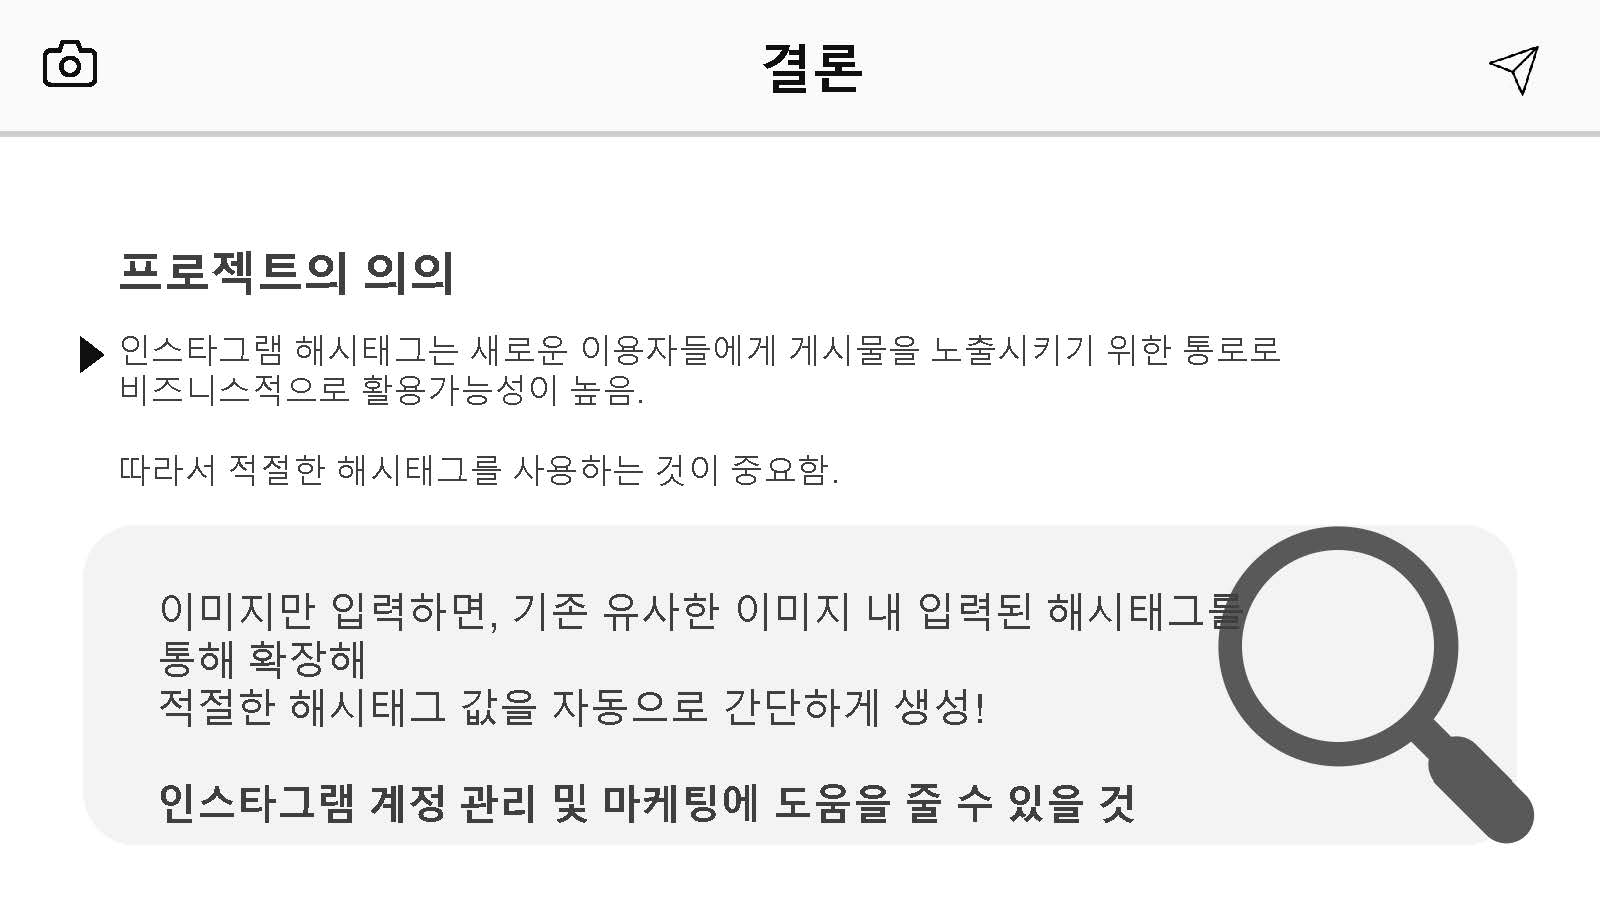 결론
프로젝트의 의의
인스타그램 해시태그는 새로운 이용자들에게 게시물을 노출시키기 위한 통로로
비즈니스적으로 활용가능성이 높음.
따라서 적절한 해시태그를 사용하는 것이 중요함.
이미지만 입력하면, 기존 유사한 이미지 내 입력된 해시태그를
통해 확장해
적절한 해시태그 값을 자동으로 간단하게 생성!
인스타그램 계정 관리 및 마케팅에 도움을 줄 수 있을 것